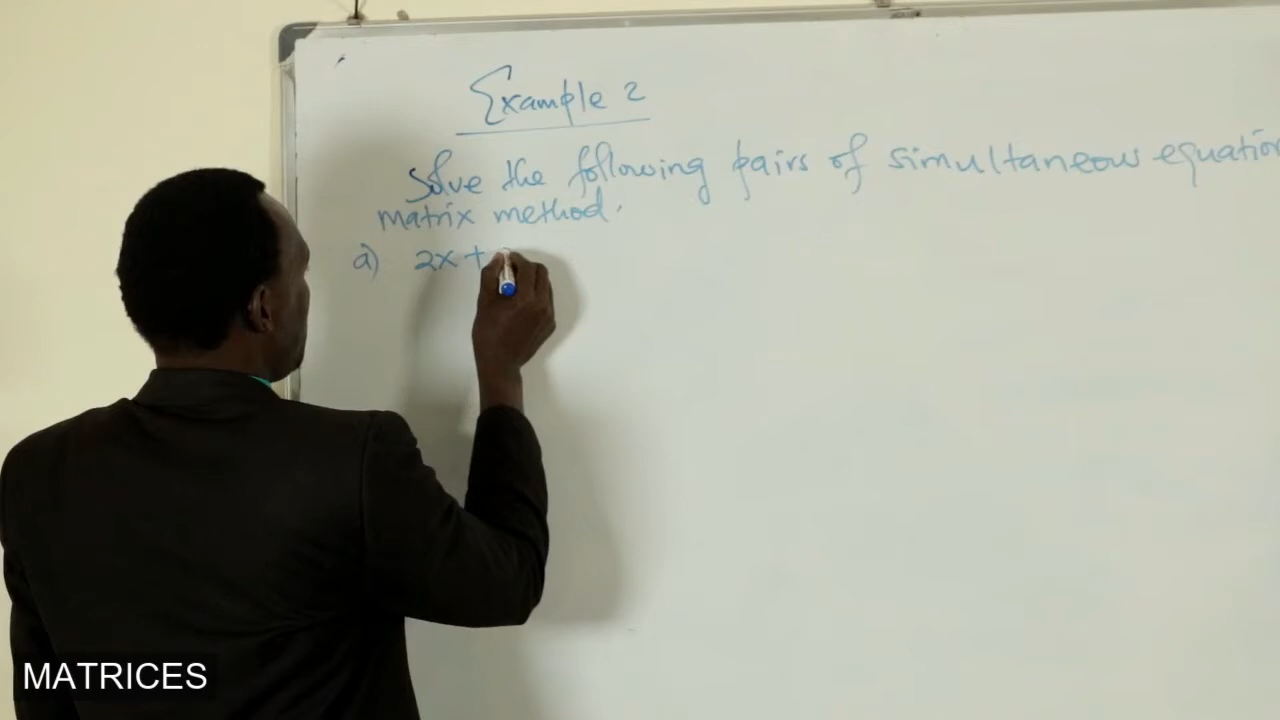 Example 2
Solve the following pairs of simultaneous equation
matrix method.
a) 2x +
MATRICES